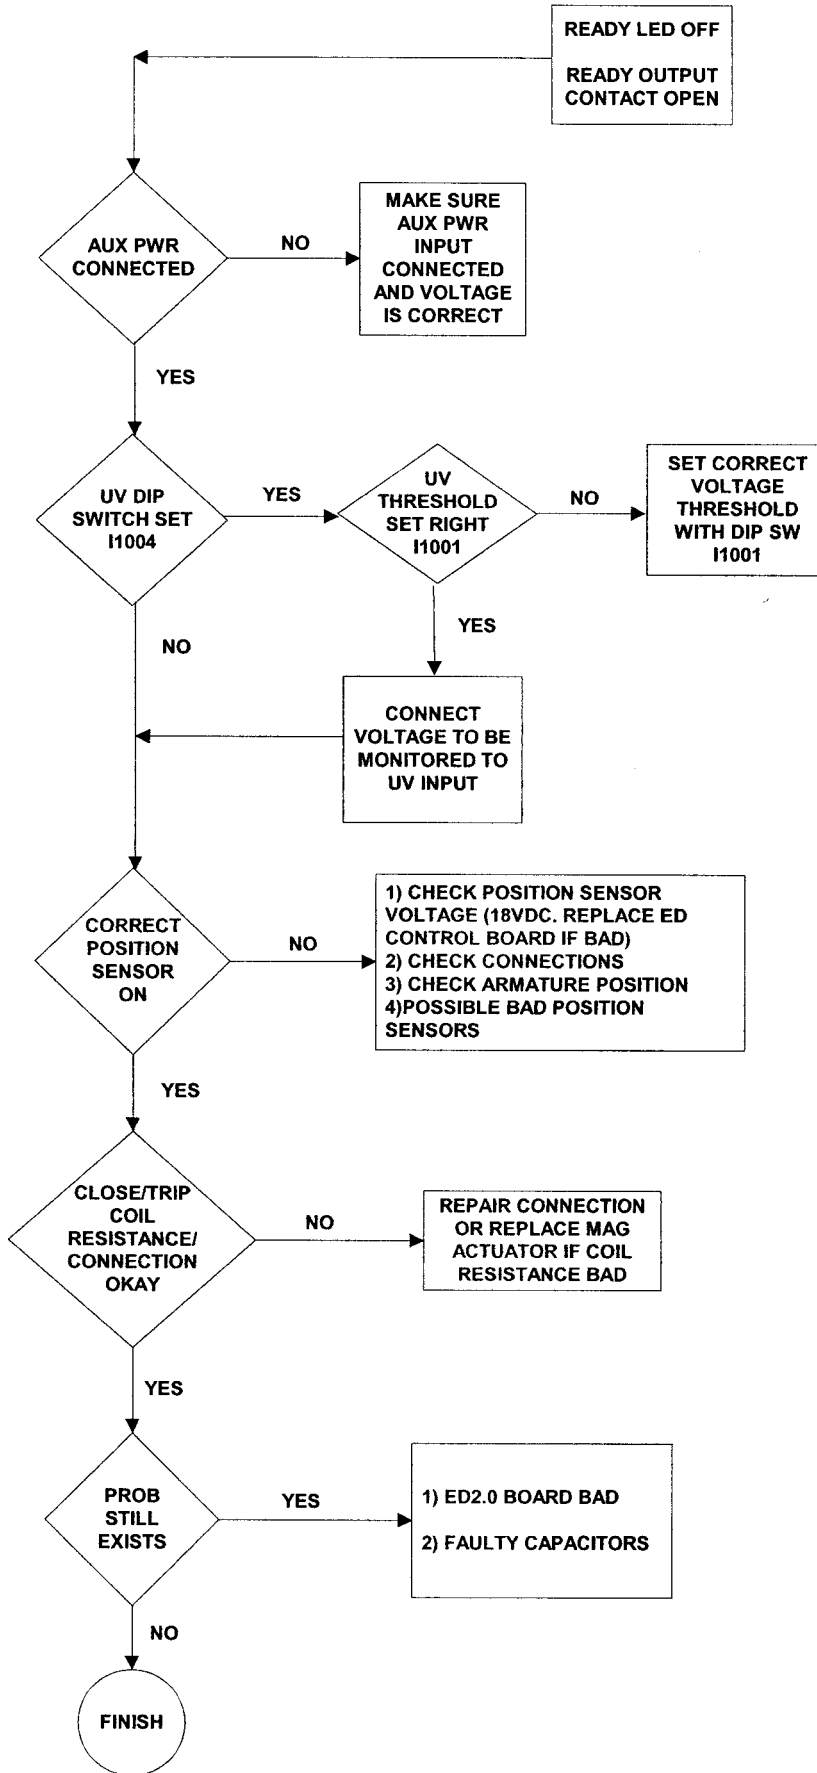 READY LED OFF
READY OUTPUT
CONTACT OPEN
AUX PWR
CONNECTED
NO
MAKE SURE
AUX PWR
INPUT
CONNECTED
AND VOLTAGE
IS CORRECT
YES
UV DIP
SWITCH SET
I1004
YES
UV
THRESHOLD
SET RIGHT
I1001
NO
SET CORRECT
VOLTAGE
THRESHOLD
WITH DIP SW
I1001
NO
YES
CONNECT
VOLTAGE TO BE
MONITORED TO
UV INPUT
CORRECT
POSITION
SENSOR
ON
NO
1) CHECK POSITION SENSOR
VOLTAGE (18VDC. REPLACE ED
CONTROL BOARD IF BAD)
2) CHECK CONNECTIONS
3) CHECK ARMATURE POSITION
4)POSSIBLE BAD POSITION
SENSORS
YES
CLOSE/TRIP
COIL
RESISTANCE/
CONNECTION
OKAY
NO
REPAIR CONNECTION
OR REPLACE MAG
ACTUATOR IF COIL
RESISTANCE BAD
YES
PROB
STILL
EXISTS
YES
1) ED2.0 BOARD BAD
2) FAULTY CAPACITORS
NO
FINISH